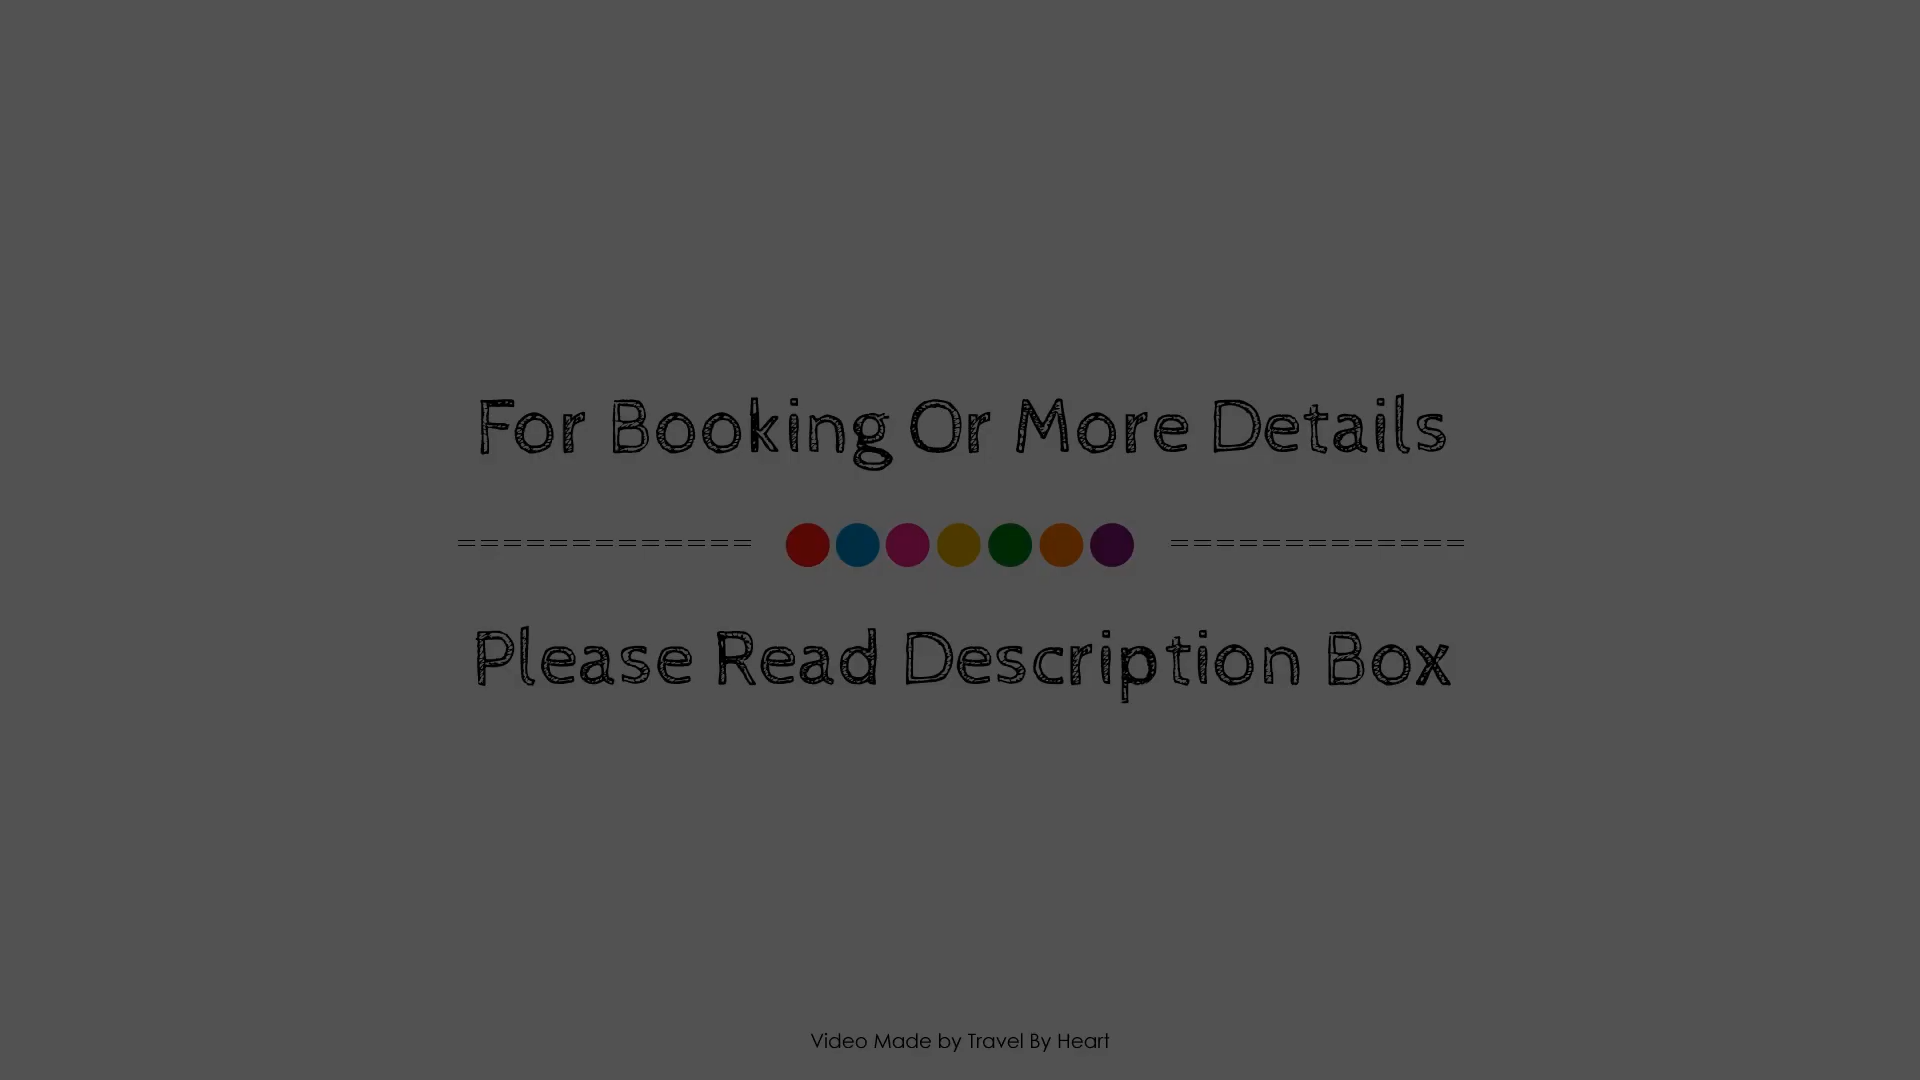 For Booking Or More Details
============= =============
Please Read Description Box
Video Made by Travel By Heart